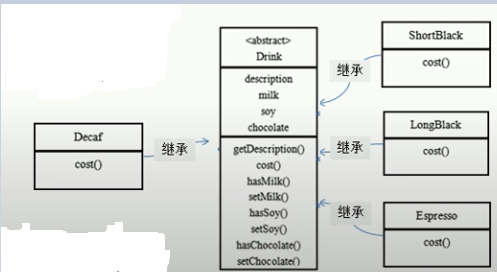 <abstract>
Drink
description
milk
soy
chocolate
getDescription()
cost()
hasMilk()
setMilk()
hasSoy()
setSoy()
hasChocolate()
setChocolate()
Decaf
cost()
继承
ShortBlack
cost()
继承
LongBlack
cost()
继承
Espresso
cost()
继承